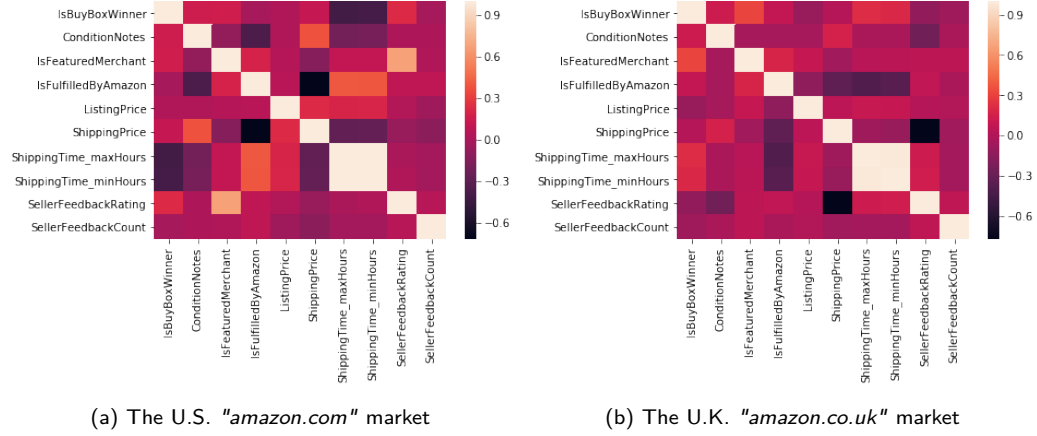 IsBuyBoxWinner
ConditionNotes
IsFeaturedMerchant
IsFulfilledByAmazon
ListingPrice
ShippingPrice
ShippingTime_maxHours
ShippingTime_minHours
SellerFeedbackRating
SellerFeedbackCount
IsBuyBoxWinner
ConditionNotes
IsFeaturedMerchant
IsFulfilledByAmazon
ListingPrice
ShippingPrice
ShippingTime_maxHours
ShippingTime_minHours
SellerFeedbackRating
SellerFeedbackCount
0.9
0.6
0.3
0.0
−0.3
−0.6
(a) The U.S. "amazon.com" market
IsBuyBoxWinner
ConditionNotes
IsFeaturedMerchant
IsFulfilledByAmazon
ListingPrice
ShippingPrice
ShippingTime_maxHours
ShippingTime_minHours
SellerFeedbackRating
SellerFeedbackCount
IsBuyBoxWinner
ConditionNotes
IsFeaturedMerchant
IsFulfilledByAmazon
ListingPrice
ShippingPrice
ShippingTime_maxHours
ShippingTime_minHours
SellerFeedbackRating
SellerFeedbackCount
0.9
0.6
0.3
0.0
−0.3
−0.6
(b) The U.K. "amazon.co.uk" market